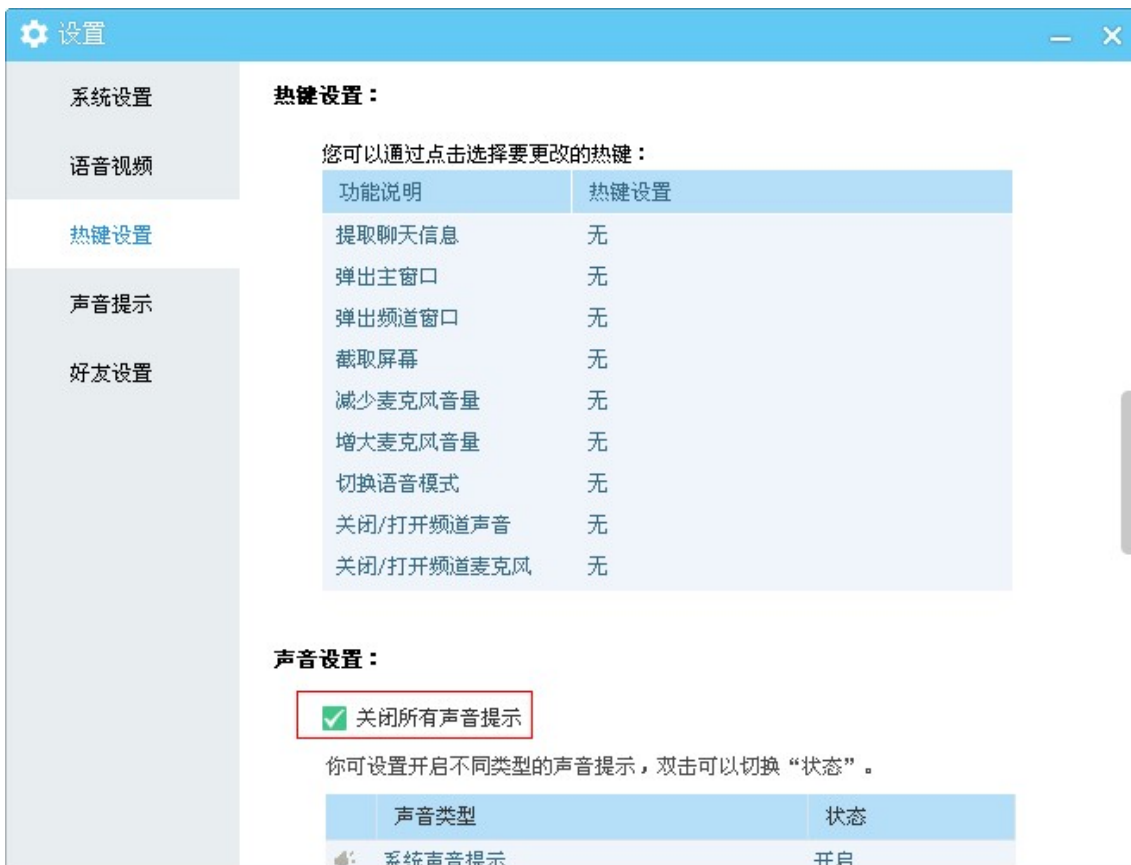 设置
系统设置
语音视频
热键设置
声音提示
好友设置
热键设置：
您可以通过点击选择要更改的热键：
功能说明 热键设置
提取聊天信息 无
弹出主窗口 无
弹出频道窗口 无
截取屏幕 无
减少麦克风音量 无
增大麦克风音量 无
切换语音模式 无
关闭/打开频道声音 无
关闭/打开频道麦克风 无
声音设置：
关闭所有声音提示
你可设置开启不同类型的声音提示，双击可以切换“状态”。
声音类型 状态
系统声音提示 开启